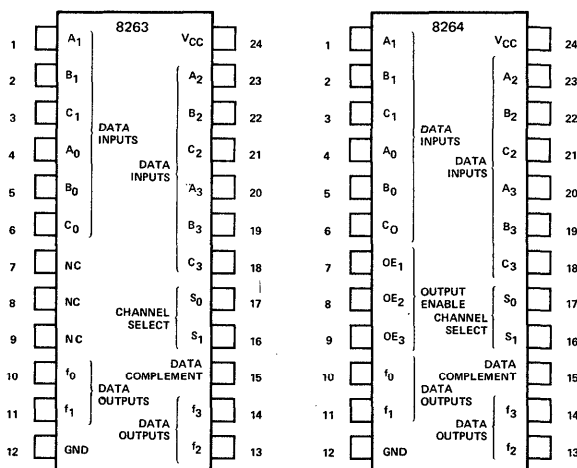 8263
1 A1 VCC 24
2 B1 A2 23
3 C1 B2 22
DATA INPUTS
4 A0 C2 21
DATA INPUTS
5 B0 A3 20
6 C0 B3 19
7 NC C3 18
8 NC S0 17
CHANNEL SELECT
9 NC S1 16
10 f0 DATA COMPLEMENT 15
DATA OUTPUTS
11 f1 f3 14
DATA OUTPUTS
12 GND f2 13
8264
1 A1 VCC 24
2 B1 A2 23
3 C1 B2 22
DATA INPUTS
4 A0 C2 21
DATA INPUTS
5 B0 A3 20
6 CO B3 19
7 OE1 C3 18
8 OE2 S0 17
OUTPUT ENABLE
CHANNEL SELECT
9 OE3 S1 16
10 f0 DATA COMPLEMENT 15
DATA OUTPUTS
11 f1 f3 14
DATA OUTPUTS
12 GND f2 13